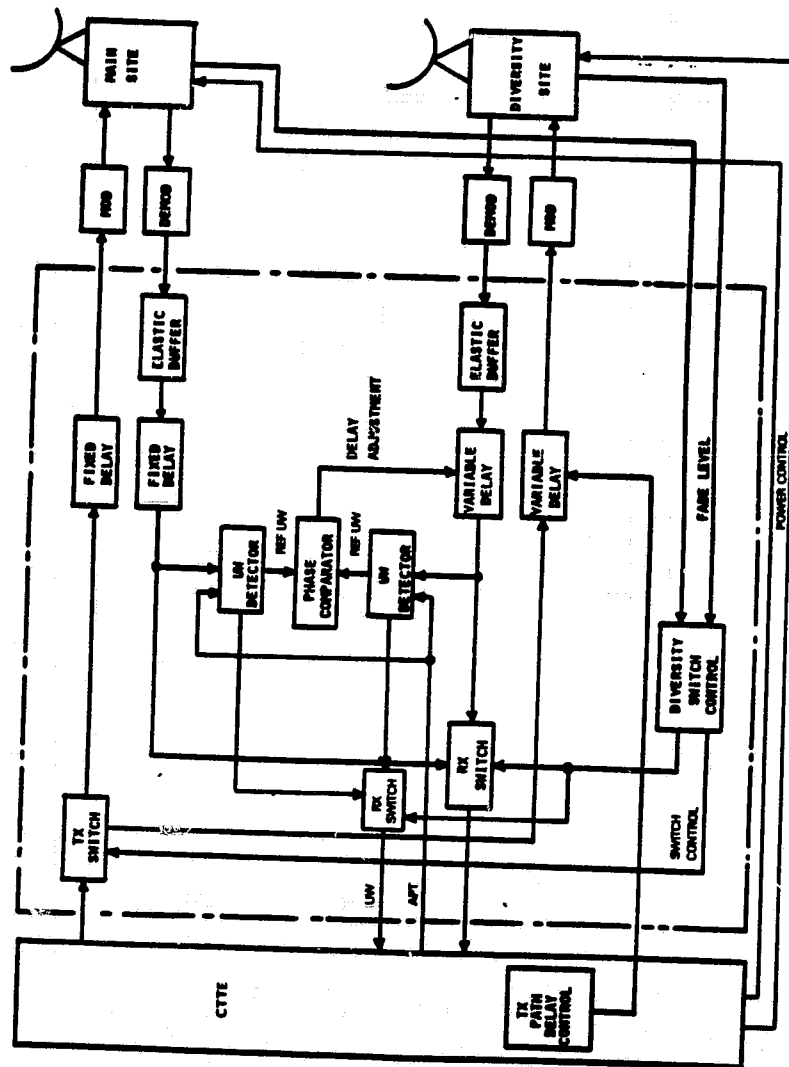 MAIN
SITE
DIVERSITY
SITE
MOD
DEMOD
DEMOD
MOD
ELASTIC
BUFFER
ELASTIC
BUFFER
FIXED
DELAY
FIXED
DELAY
DELAY
ADJUSTMENT
VARIABLE
DELAY
VARIABLE
DELAY
UW
DETECTOR
REF UW
PHASE
COMPARATOR
REF UW
UW
DETECTOR
FADE LEVEL
POWER CONTROL
DIVERSITY
SWITCH
CONTROL
RX
SWITCH
RX
SWITCH
TX
SWITCH
SWITCH
CONTROL
UW
APT
CTTE
TX
PATH
DELAY
CONTROL